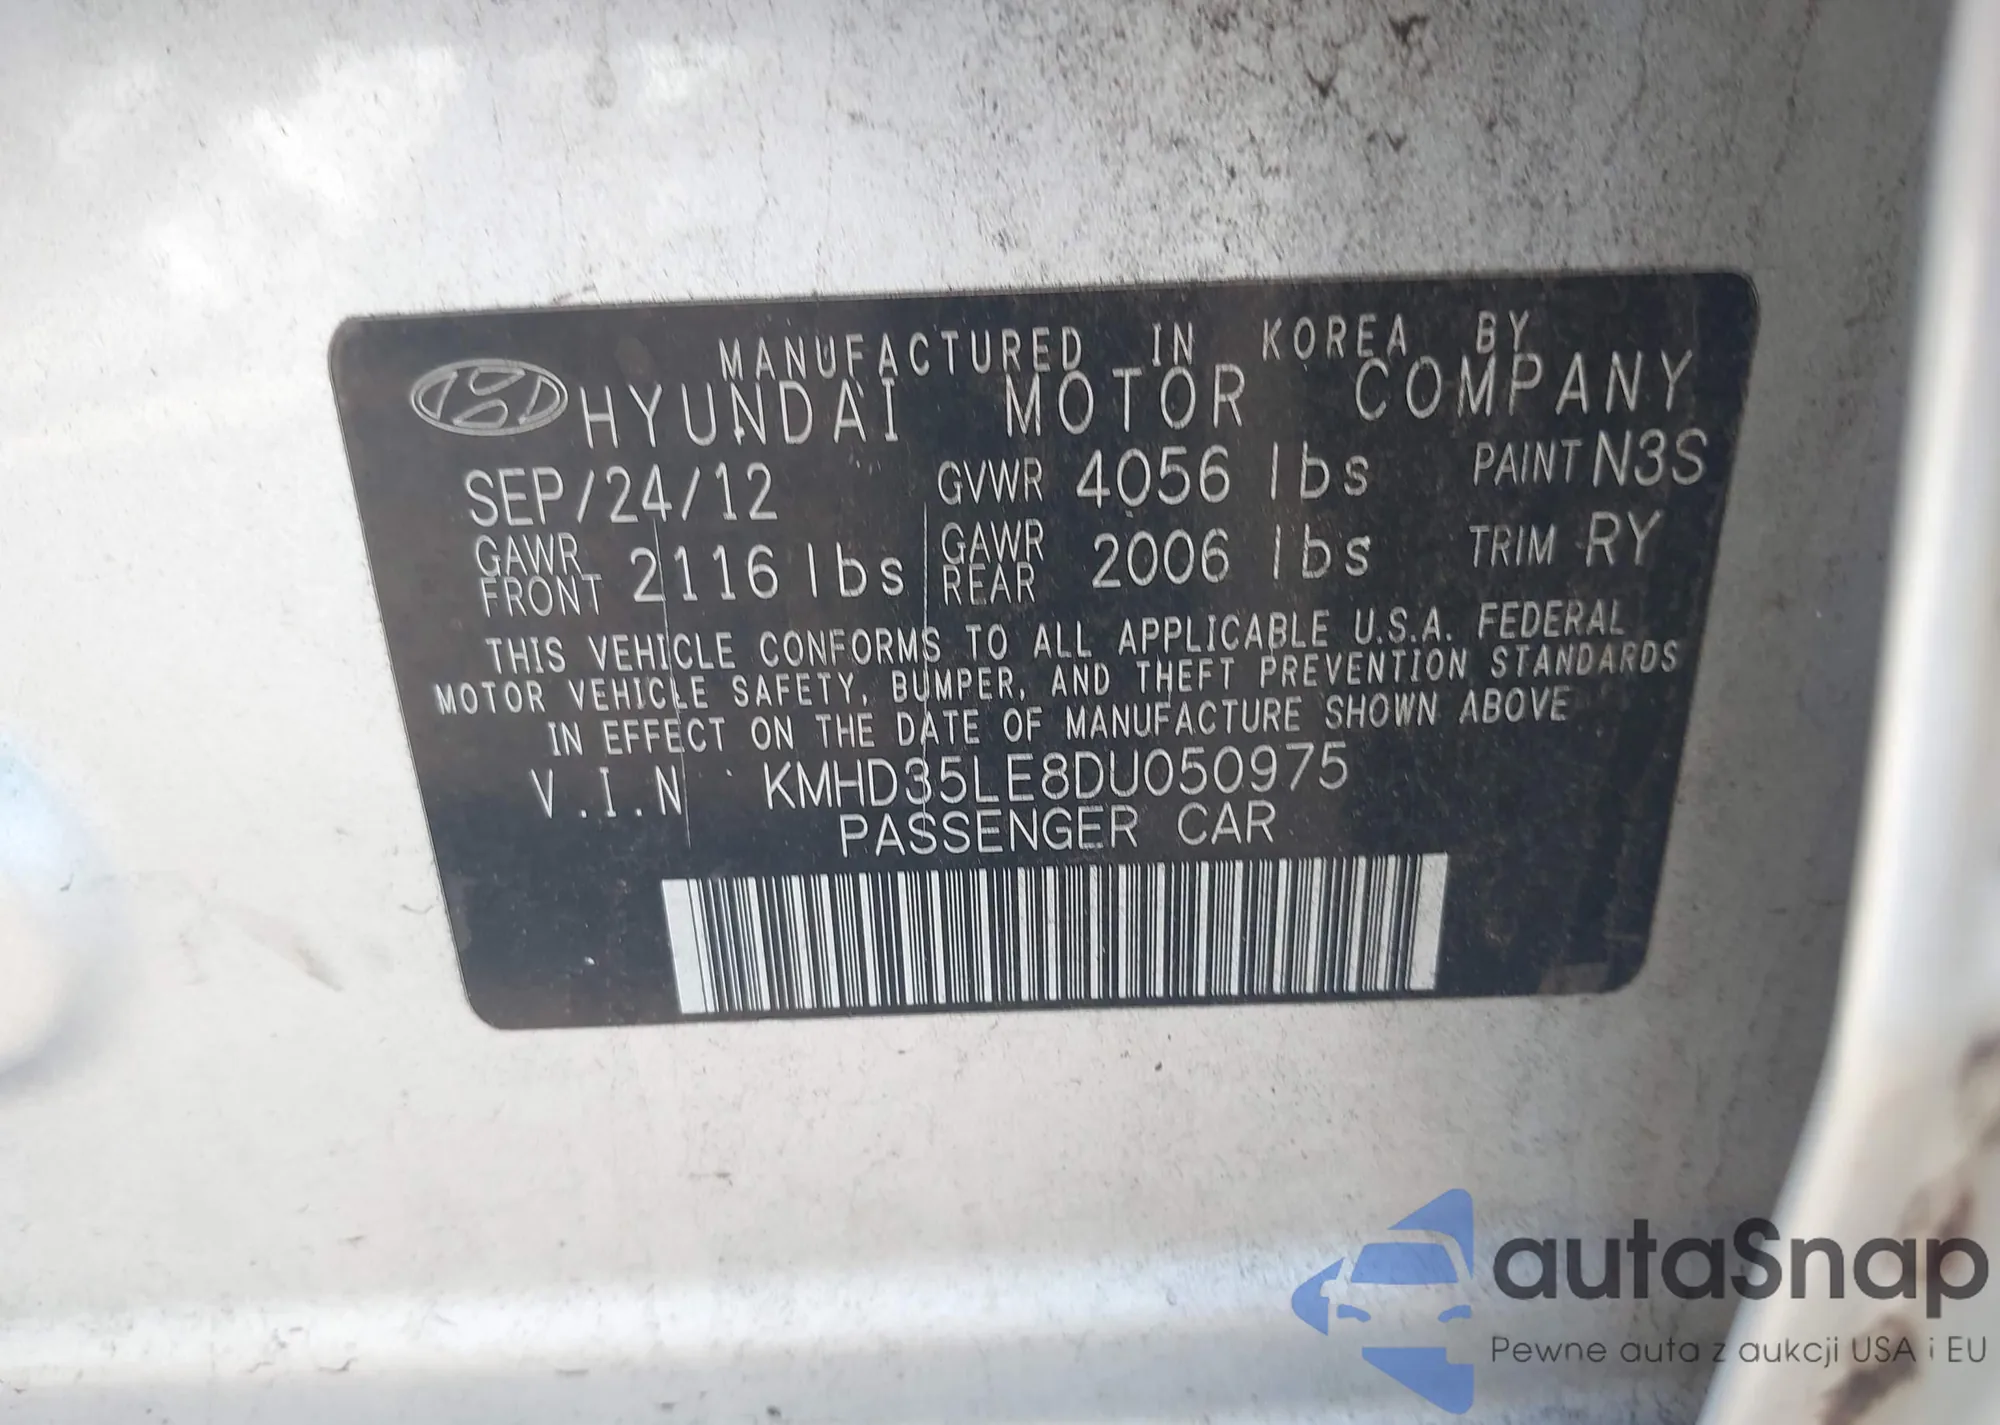 MANUFACTURED IN KOREA BY
HYUNDAI MOTOR COMPANY
SEP/24/12 GVWR 4056 lbs PAINT N3S
GAWR FRONT 2116 lbs GAWR REAR 2006 lbs TRIM RY
THIS VEHICLE CONFORMS TO ALL APPLICABLE U.S.A. FEDERAL
MOTOR VEHICLE SAFETY, BUMPER, AND THEFT PREVENTION STANDARDS
IN EFFECT ON THE DATE OF MANUFACTURE SHOWN ABOVE
V.I.N : KMHD35LE8DU050975
PASSENGER CAR
autaSnap
Pewne auta z aukcji USA i EU